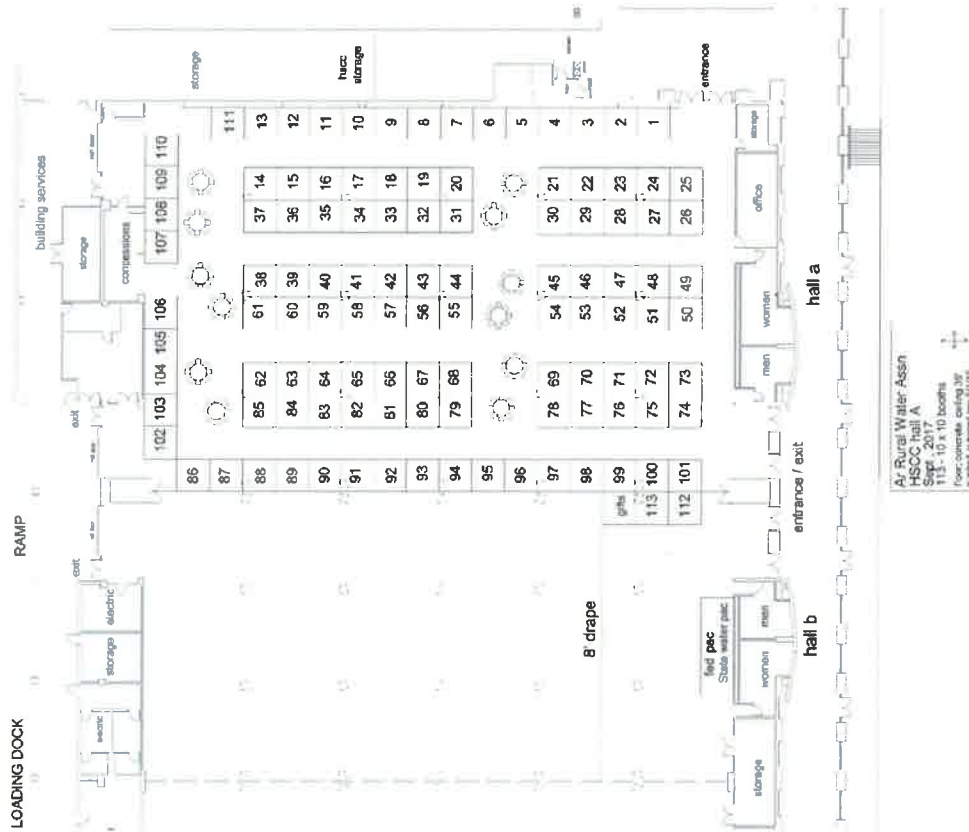 LOADING DOCK
RAMP
building services
storage
hscc
storage
entrance
storage
concessions
exit
exit
electric
storage
electric
107 108 109 110
102 103 104 105 106
111
13
12
11
10
9
8
7
6
5
4
3
2
1
37 14
36 15
35 16
34 17
33 18
32 19
31 20
30 21
29 22
28 23
27 24
26 25
61 38
60 39
59 40
58 41
57 42
56 43
55 44
54 45
53 46
52 47
51 48
50 49
85 62
84 63
83 64
82 65
81 66
80 67
79 68
78 69
77 70
76 71
75 72
74 73
86
87
88
89
90
91
92
93
94
95
96
97
98
gifts 99
113 100
112 101
8' drape
fed pac
State water pac
storage
women
men
men
women
office
storage
hall b
entrance / exit
hall a
Ar Rural Water Assn
HSCC hall A
Sept - 2017
113 - 10 x 10 booths